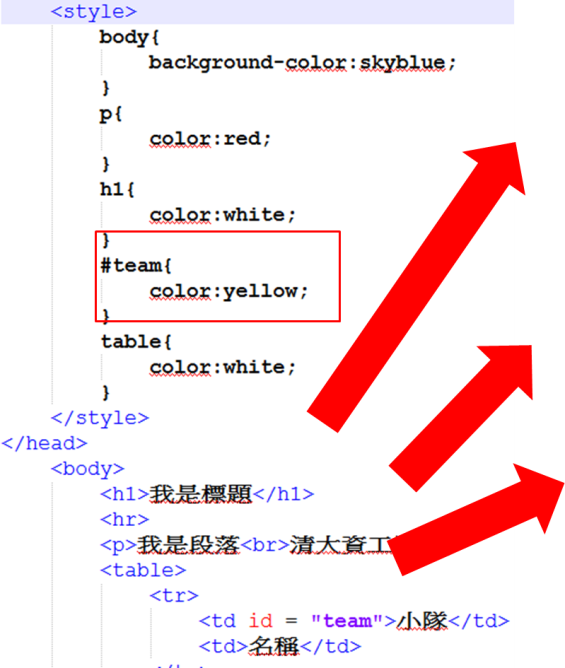 <style>
body{
background-color:skyblue;
}
p{
color:red;
}
h1{
color:white;
}
#team{
color:yellow;
}
table{
color:white;
}
</style>
</head>
<body>
<h1>我是標題</h1>
<hr>
<p>我是段落<br>清大資工
<table>
<tr>
<td id = "team">小隊</td>
<td>名稱</td>